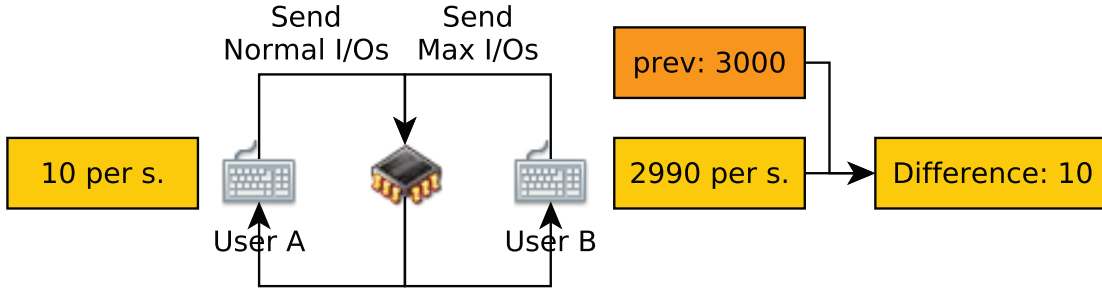 Send
Normal I/Os
Send
Max I/Os
prev: 3000
10 per s.
2990 per s.
Difference: 10
User A
User B